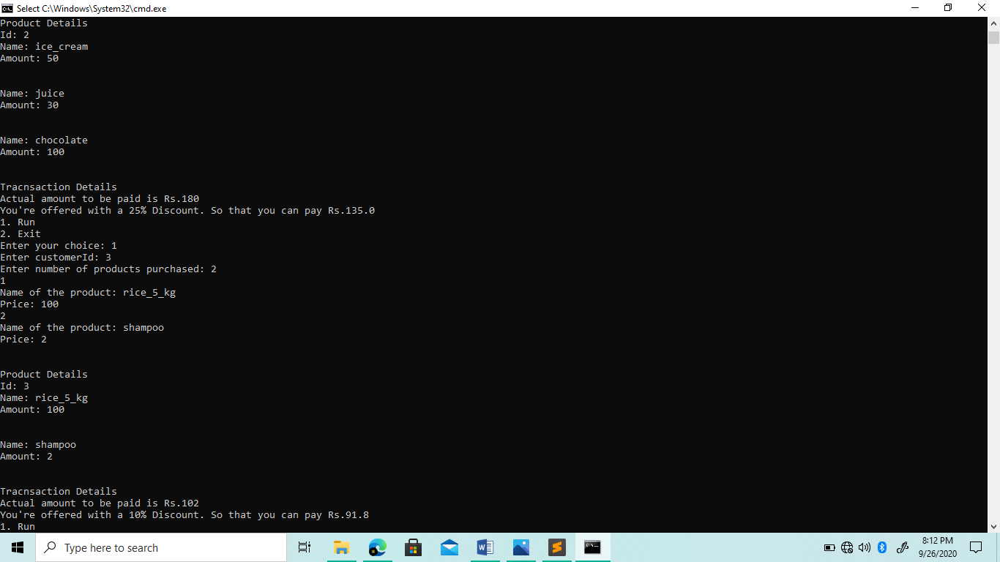 Select C:\Windows\System32\cmd.exe
Product Details
Id: 2
Name: ice_cream
Amount: 50
Name: juice
Amount: 30
Name: chocolate
Amount: 100
Tracnsaction Details
Actual amount to be paid is Rs.180
You're offered with a 25% Discount. So that you can pay Rs.135.0
1. Run
2. Exit
Enter your choice: 1
Enter customerId: 3
Enter number of products purchased: 2
1
Name of the product: rice_5_kg
Price: 100
2
Name of the product: shampoo
Price: 2
Product Details
Id: 3
Name: rice_5_kg
Amount: 100
Name: shampoo
Amount: 2
Tracnsaction Details
Actual amount to be paid is Rs.102
You're offered with a 10% Discount. So that you can pay Rs.91.8
1. Run
Type here to search
8:12 PM
9/26/2020